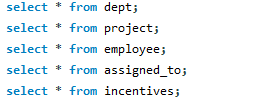 select * from dept;
select * from project;
select * from employee;
select * from assigned_to;
select * from incentives;